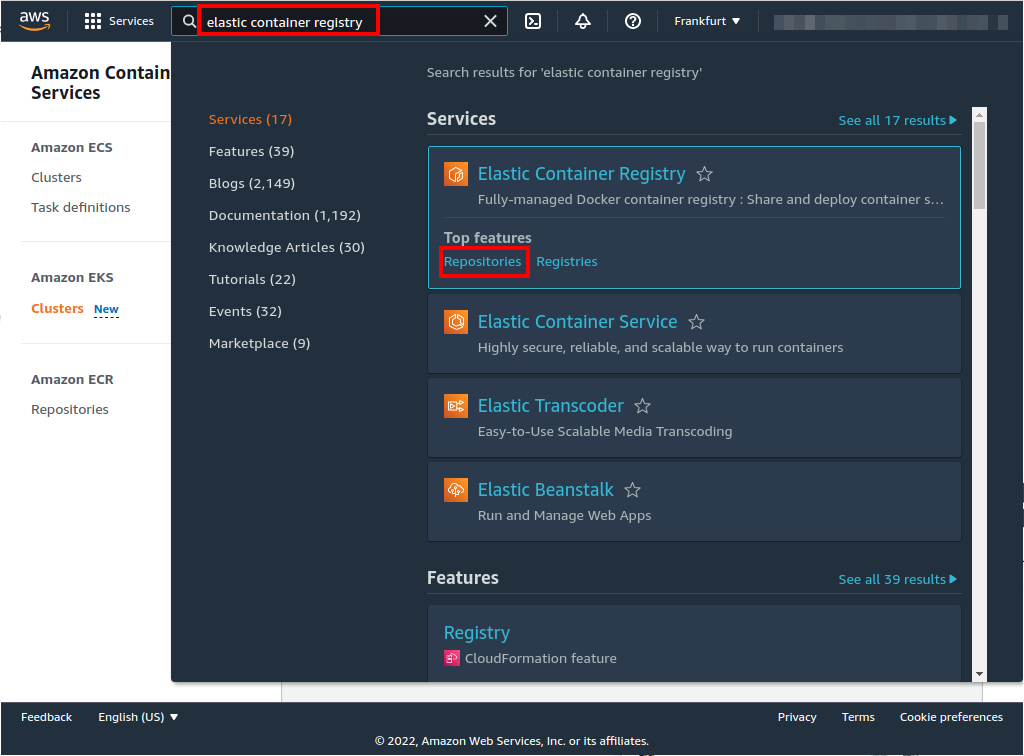 aws
Services
elastic container registry
Frankfurt
Amazon Contain
Services
Amazon ECS
Clusters
Task definitions
Amazon EKS
Clusters New
Amazon ECR
Repositories
Search results for 'elastic container registry'
Services (17)
Features (39)
Blogs (2,149)
Documentation (1,192)
Knowledge Articles (30)
Tutorials (22)
Events (32)
Marketplace (9)
Services
See all 17 results
Elastic Container Registry
Fully-managed Docker container registry : Share and deploy container s...
Top features
Repositories Registries
Elastic Container Service
Highly secure, reliable, and scalable way to run containers
Elastic Transcoder
Easy-to-Use Scalable Media Transcoding
Elastic Beanstalk
Run and Manage Web Apps
Features
See all 39 results
Registry
CloudFormation feature
Feedback English (US) Privacy Terms Cookie preferences
© 2022, Amazon Web Services, Inc. or its affiliates.